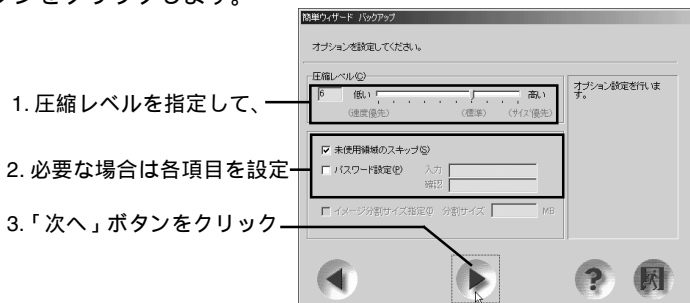 ンをクリックします。
簡単ウィザード バックアップ
オプションを設定してください。
圧縮レベル(C)
6 低い 高い
(速度優先) (標準) (サイズ優先)
オプション設定を行います。
1. 圧縮レベルを指定して、
未使用領域のスキップ(S)
パスワード設定(P) 入力
確認
2. 必要な場合は各項目を設定
イメージ分割サイズ指定(I) 分割サイズ MB
3.「次へ」ボタンをクリック